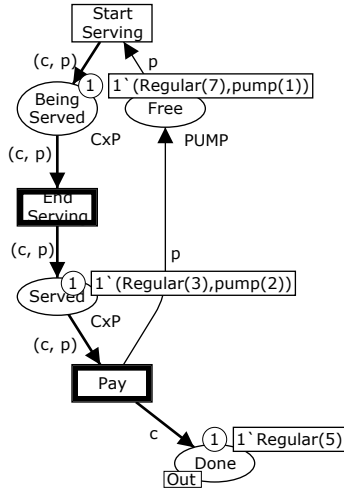 Start
Serving
(c, p)
p
1
1`(Regular(7),pump(1))
Being
Served
Free
CxP
PUMP
(c, p)
End
Serving
(c, p)
p
1
1`(Regular(3),pump(2))
Served
CxP
(c, p)
Pay
c
1
1`Regular(5)
Done
Out